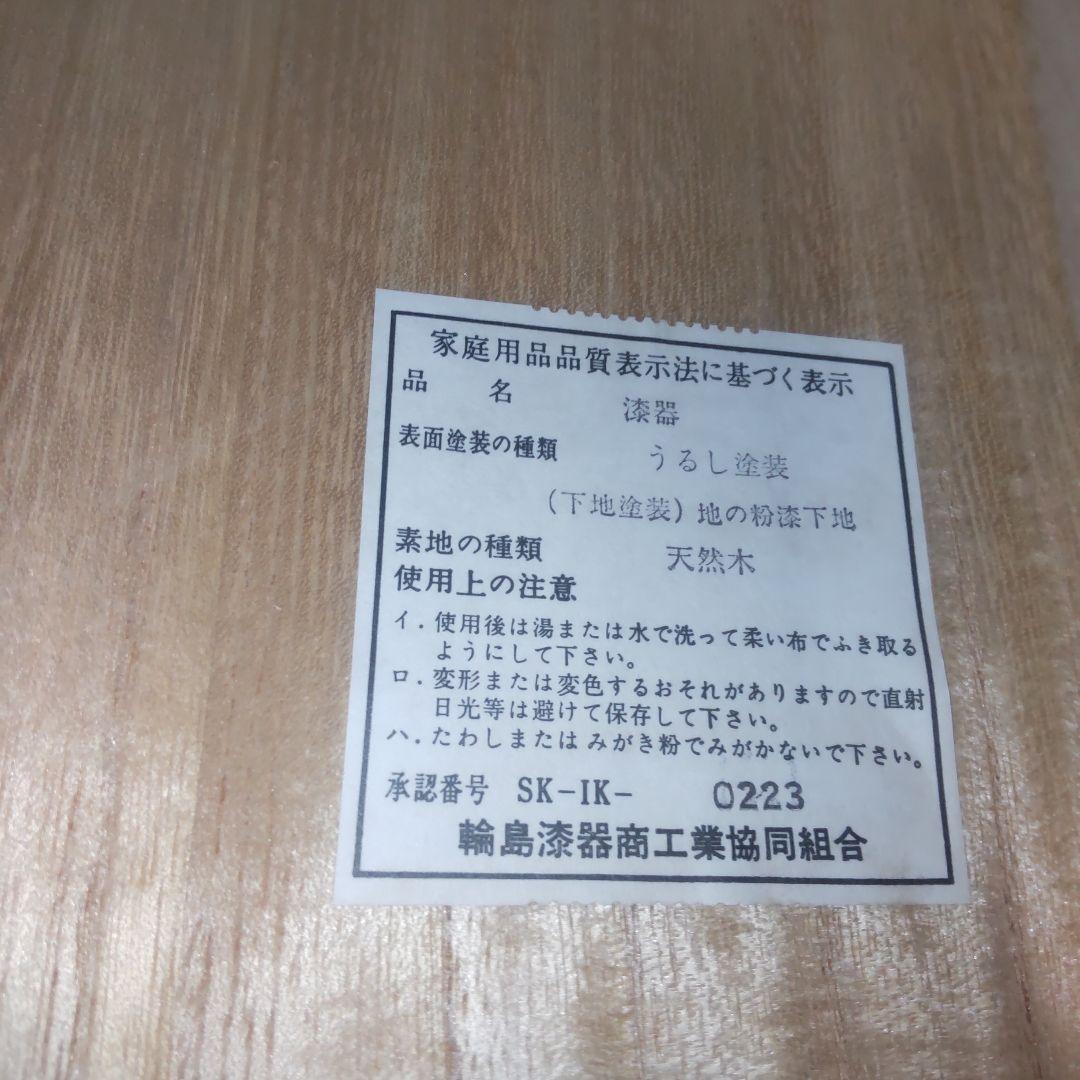 家庭用品品質表示法に基づく表示
品名 漆器
表面塗装の種類 うるし塗装
(下地塗装) 地の粉漆下地
素地の種類 天然木
使用上の注意
イ. 使用後は湯または水で洗って柔い布でふき取る
ようにして下さい。
ロ. 変形または変色するおそれがありますので直射
日光等は避けて保存して下さい。
ハ. たわしまたはみがき粉でみがかないで下さい。
承認番号 SK-IK- 0223
輪島漆器商工業協同組合